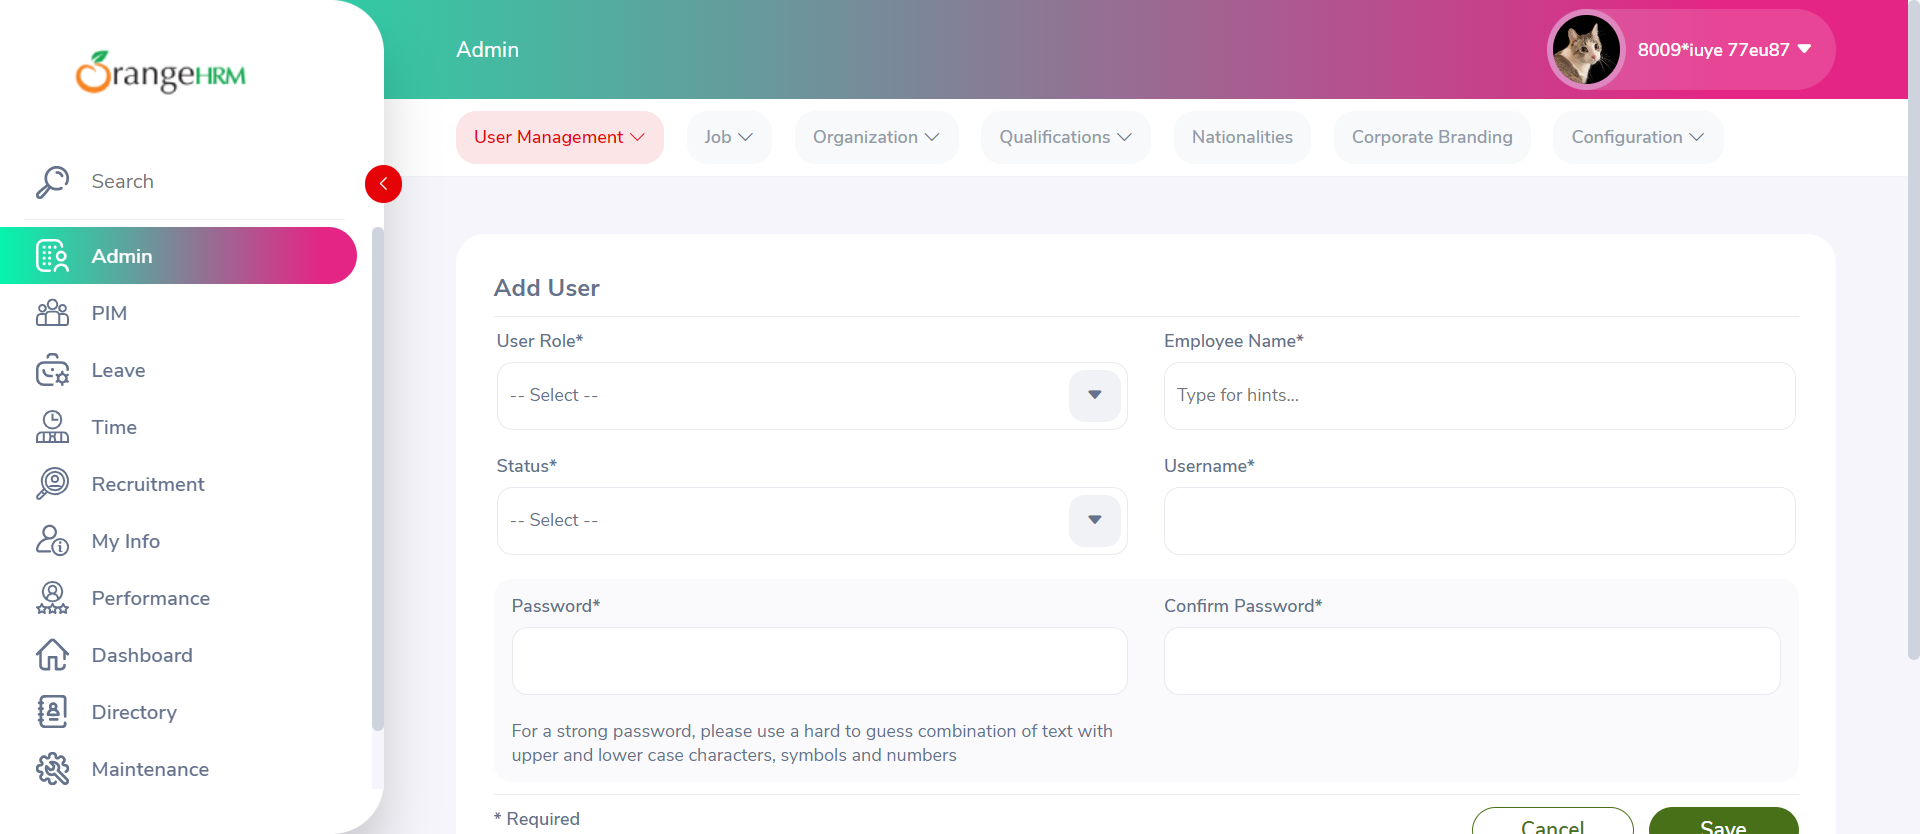 OrangeHRM
Search
Admin
PIM
Leave
Time
Recruitment
My Info
Performance
Dashboard
Directory
Maintenance
Admin
8009*iuye 77eu87
User Management
Job
Organization
Qualifications
Nationalities
Corporate Branding
Configuration
Add User
User Role*
-- Select --
Employee Name*
Type for hints...
Status*
-- Select --
Username*
Password*
Confirm Password*
For a strong password, please use a hard to guess combination of text with
upper and lower case characters, symbols and numbers
* Required
Cancel
Save